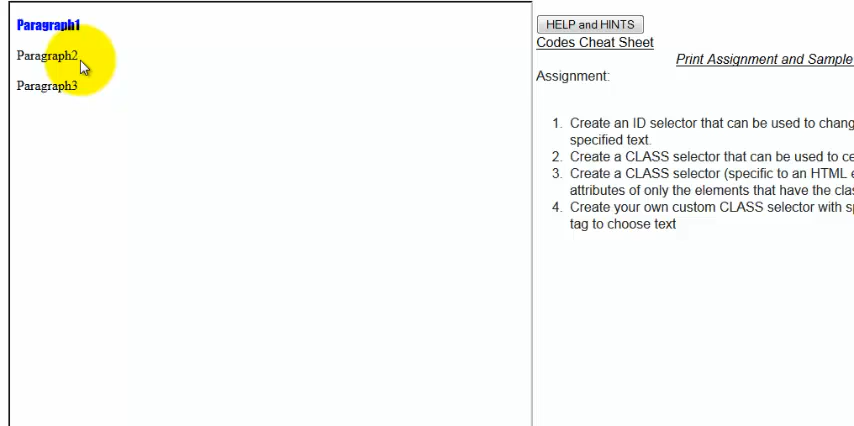 Paragraph1
Paragraph2
Paragraph3
HELP and HINTS
Codes Cheat Sheet
Print Assignment and Sample
Assignment:
1. Create an ID selector that can be used to chang
specified text.
2. Create a CLASS selector that can be used to ce
3. Create a CLASS selector (specific to an HTML e
attributes of only the elements that have the cla
4. Create your own custom CLASS selector with sp
tag to choose text